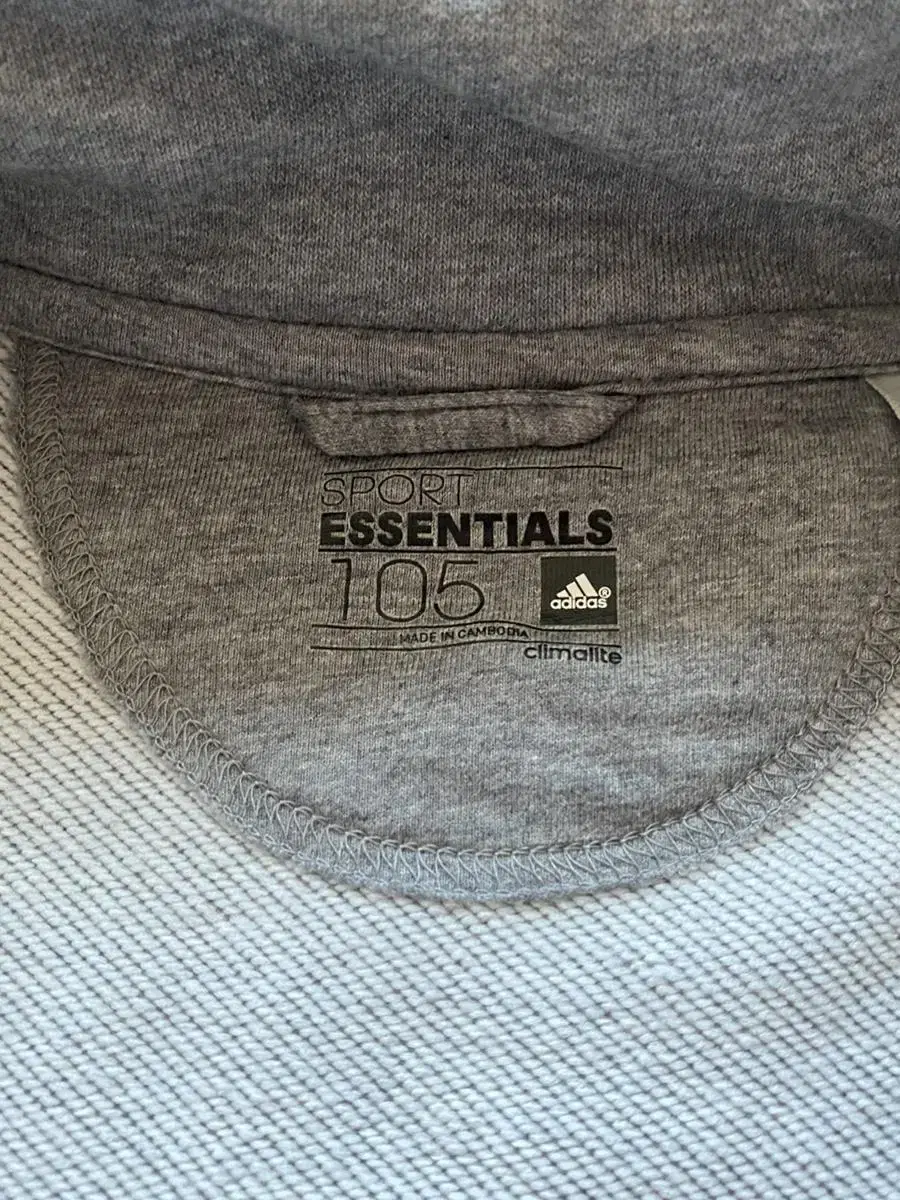 SPORT
ESSENTIALS
105
adidas®
MADE IN CAMBODIA
climalite